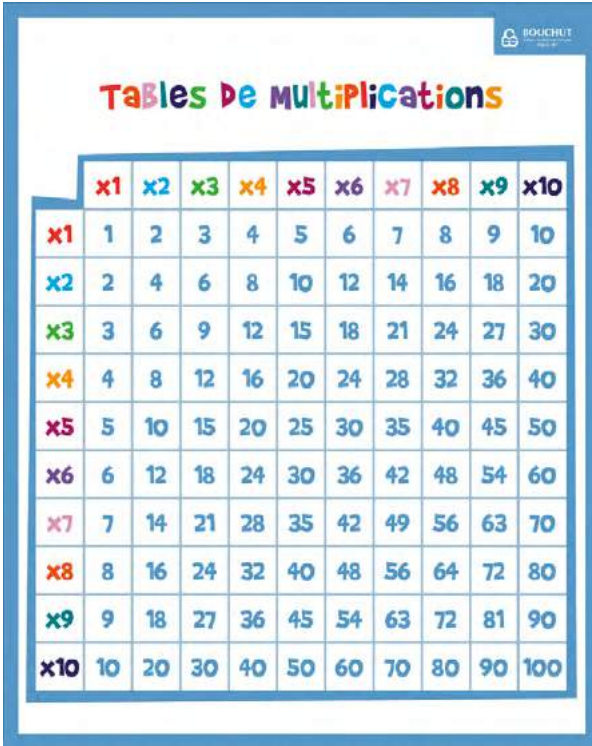 BOUCHUT
TaBles De MultiPlications
x1 x2 x3 x4 x5 x6 x7 x8 x9 x10
x1 1 2 3 4 5 6 7 8 9 10
x2 2 4 6 8 10 12 14 16 18 20
x3 3 6 9 12 15 18 21 24 27 30
x4 4 8 12 16 20 24 28 32 36 40
x5 5 10 15 20 25 30 35 40 45 50
x6 6 12 18 24 30 36 42 48 54 60
x7 7 14 21 28 35 42 49 56 63 70
x8 8 16 24 32 40 48 56 64 72 80
x9 9 18 27 36 45 54 63 72 81 90
x10 10 20 30 40 50 60 70 80 90 100